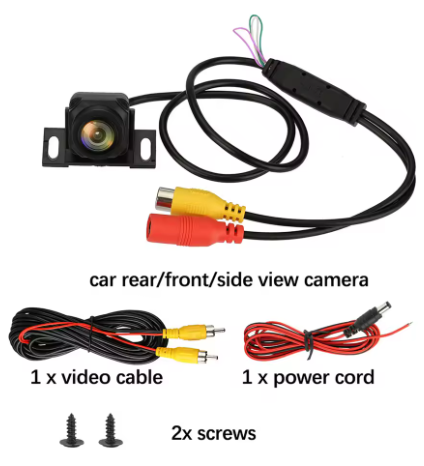 car rear/front/side view camera
1 x video cable
1 x power cord
2x screws